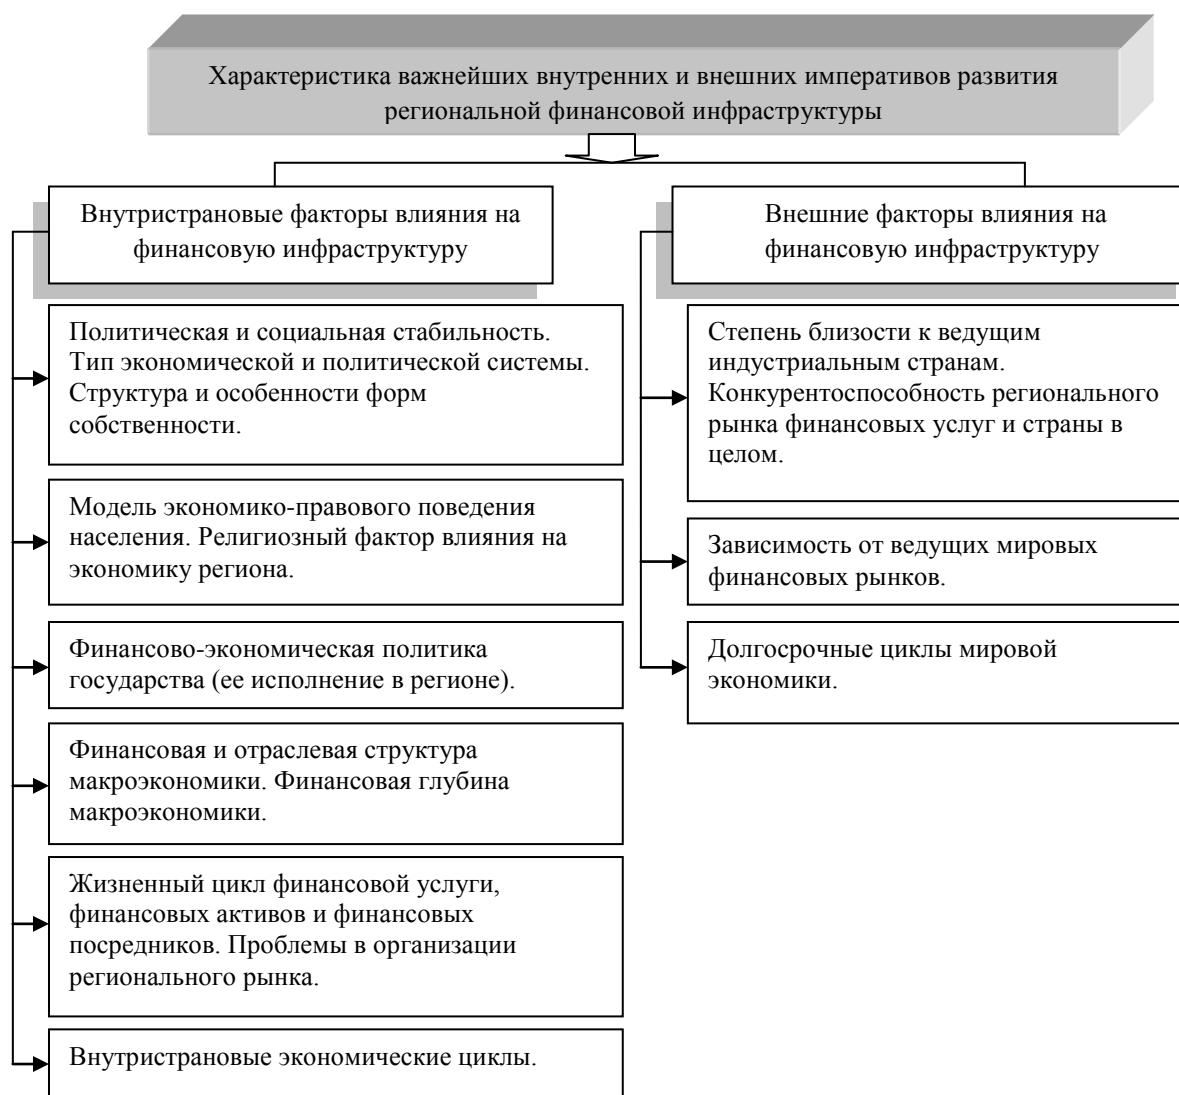 Характеристика важнейших внутренних и внешних императивов развития
региональной финансовой инфраструктуры
Внутристрановые факторы влияния на
финансовую инфраструктуру
Политическая и социальная стабильность.
Тип экономической и политической системы.
Структура и особенности форм
собственности.
Модель экономико-правового поведения
населения. Религиозный фактор влияния на
экономику региона.
Финансово-экономическая политика
государства (ее исполнение в регионе).
Финансовая и отраслевая структура
макроэкономики. Финансовая глубина
макроэкономики.
Жизненный цикл финансовой услуги,
финансовых активов и финансовых
посредников. Проблемы в организации
регионального рынка.
Внутристрановые экономические циклы.
Внешние факторы влияния на
финансовую инфраструктуру
Степень близости к ведущим
индустриальным странам.
Конкурентоспособность регионального
рынка финансовых услуг и страны в
целом.
Зависимость от ведущих мировых
финансовых рынков.
Долгосрочные циклы мировой
экономики.